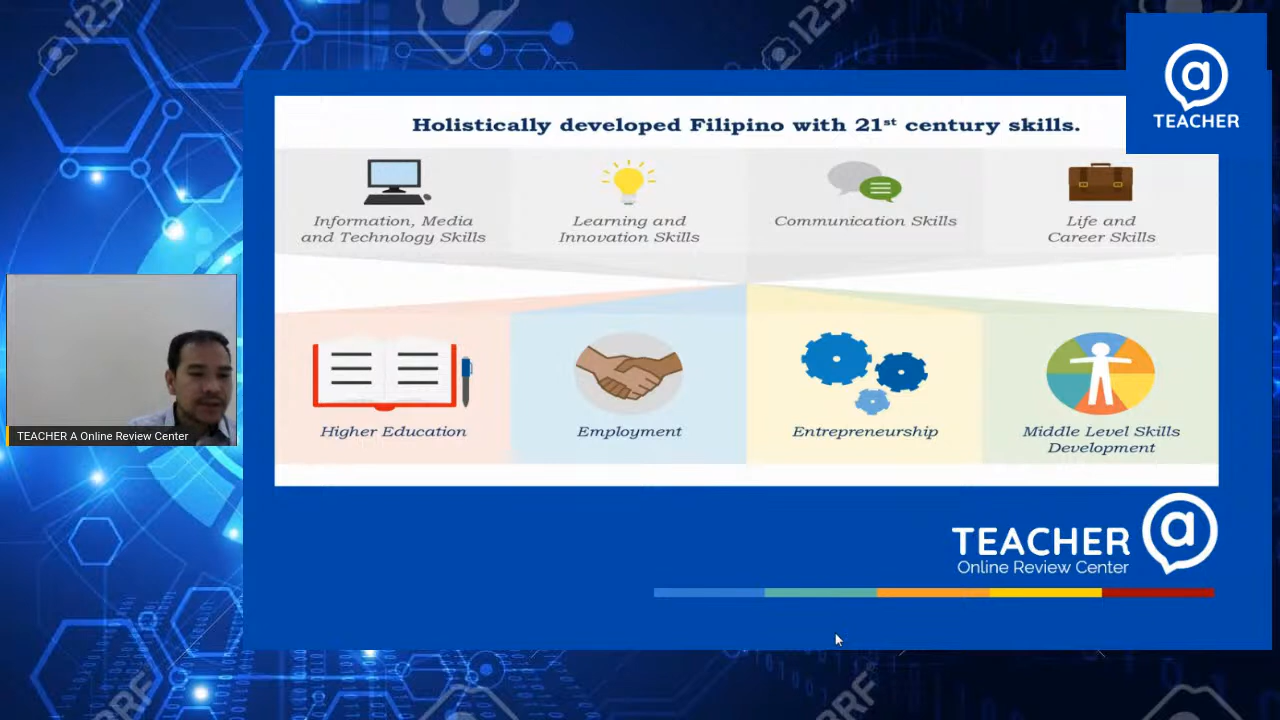 Holistically developed Filipino with 21st century skills.
Information, Media
and Technology Skills
Learning and
Innovation Skills
Communication Skills
Life and
Career Skills
Higher Education
Employment
Entrepreneurship
Middle Level Skills
Development
TEACHER
TEACHER A Online Review Center
TEACHER
Online Review Center
123RF
123RF